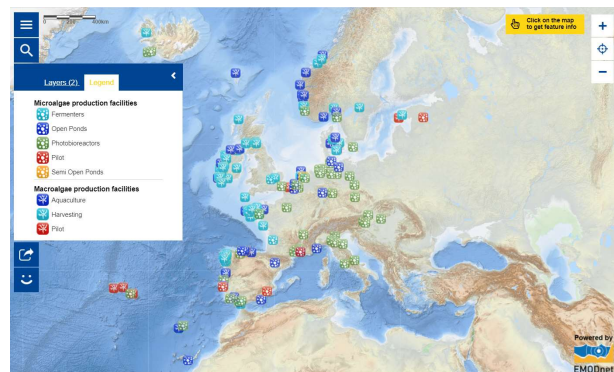 0 200 400km
Click on the map
to get feature info
Layers (2)
Legend
Microalgae production facilities
Fermenters
Open Ponds
Photobioreactors
Pilot
Semi Open Ponds
Macroalgae production facilities
Aquaculture
Harvesting
Pilot
Powered by
EMODnet